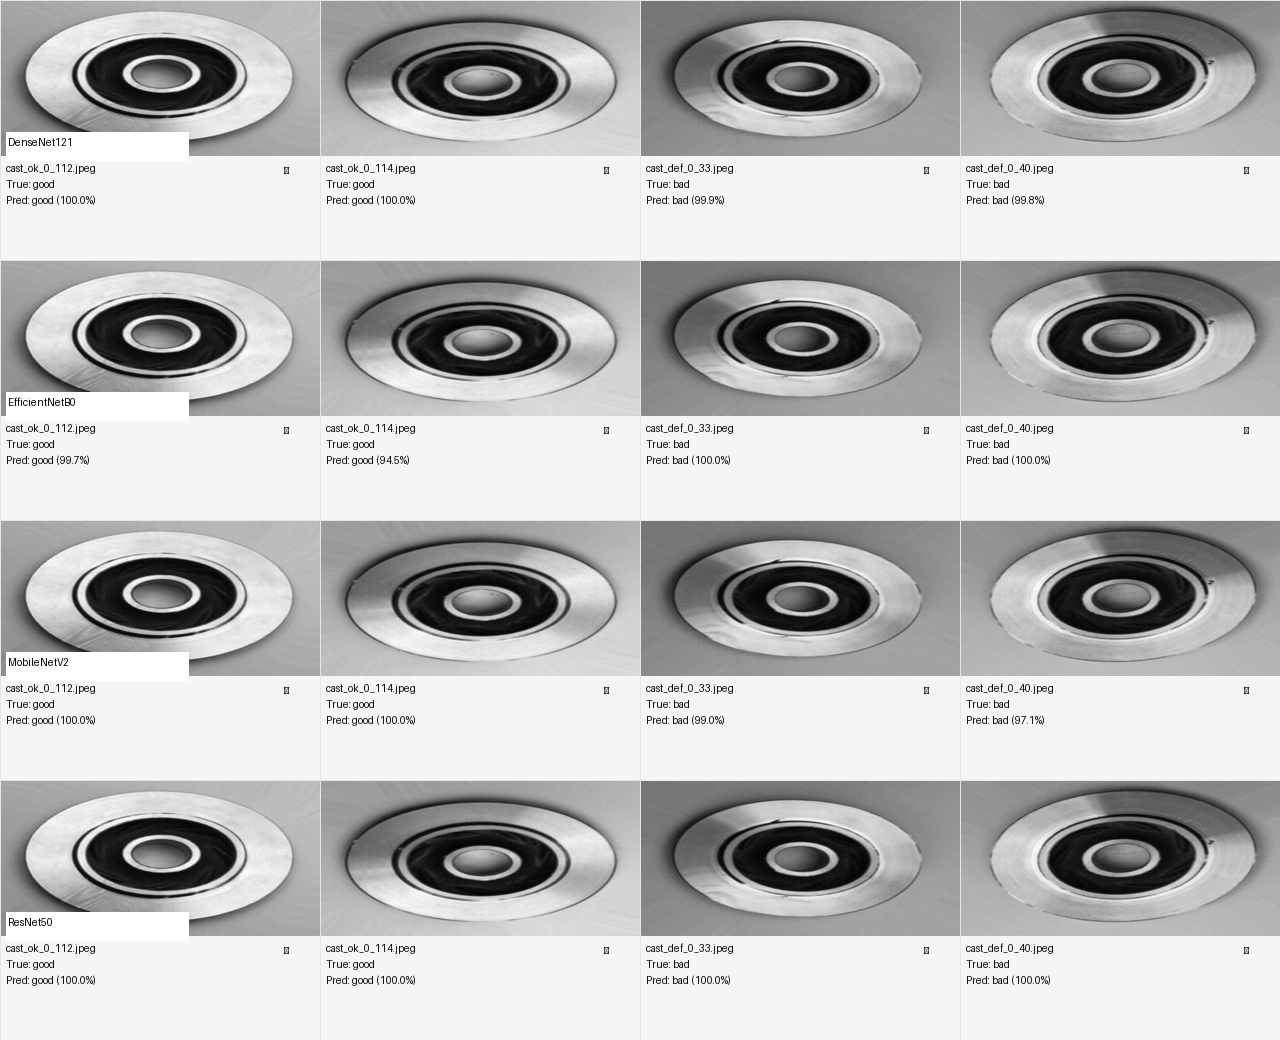 DenseNet121
cast_ok_0_112.jpeg
True: good
Pred: good (100.0%)
cast_ok_0_114.jpeg
True: good
Pred: good (100.0%)
cast_def_0_33.jpeg
True: bad
Pred: bad (99.9%)
cast_def_0_40.jpeg
True: bad
Pred: bad (99.8%)
EfficientNetB0
cast_ok_0_112.jpeg
True: good
Pred: good (99.7%)
cast_ok_0_114.jpeg
True: good
Pred: good (94.5%)
cast_def_0_33.jpeg
True: bad
Pred: bad (100.0%)
cast_def_0_40.jpeg
True: bad
Pred: bad (100.0%)
MobileNetV2
cast_ok_0_112.jpeg
True: good
Pred: good (100.0%)
cast_ok_0_114.jpeg
True: good
Pred: good (100.0%)
cast_def_0_33.jpeg
True: bad
Pred: bad (99.0%)
cast_def_0_40.jpeg
True: bad
Pred: bad (97.1%)
ResNet50
cast_ok_0_112.jpeg
True: good
Pred: good (100.0%)
cast_ok_0_114.jpeg
True: good
Pred: good (100.0%)
cast_def_0_33.jpeg
True: bad
Pred: bad (100.0%)
cast_def_0_40.jpeg
True: bad
Pred: bad (100.0%)